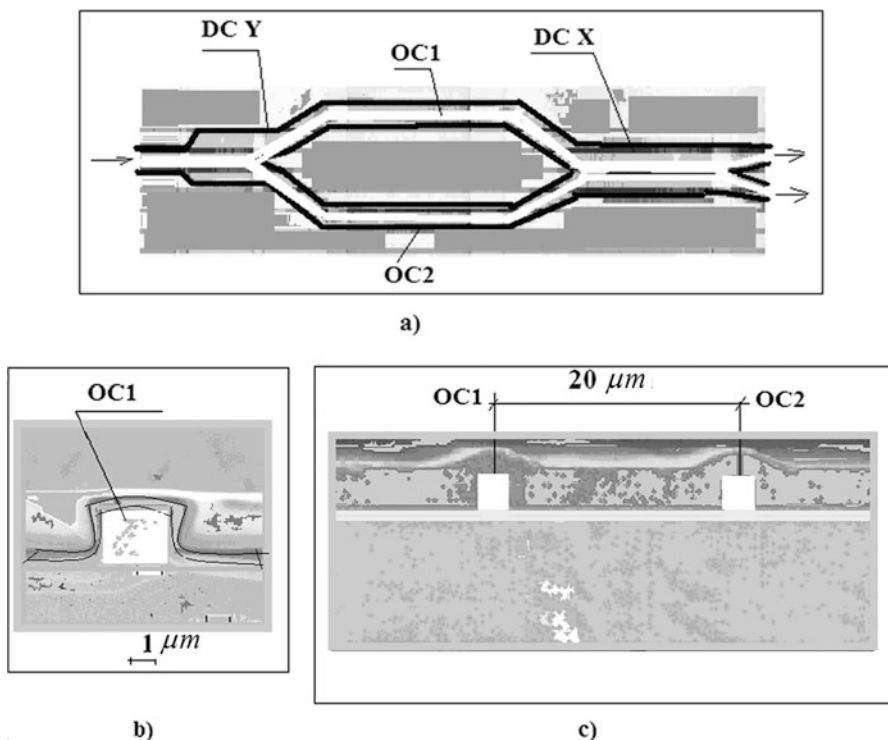 DC Y
OC1
DC X
OC2
a)
OC1
1 μm
b)
20 μm
OC1
OC2
c)